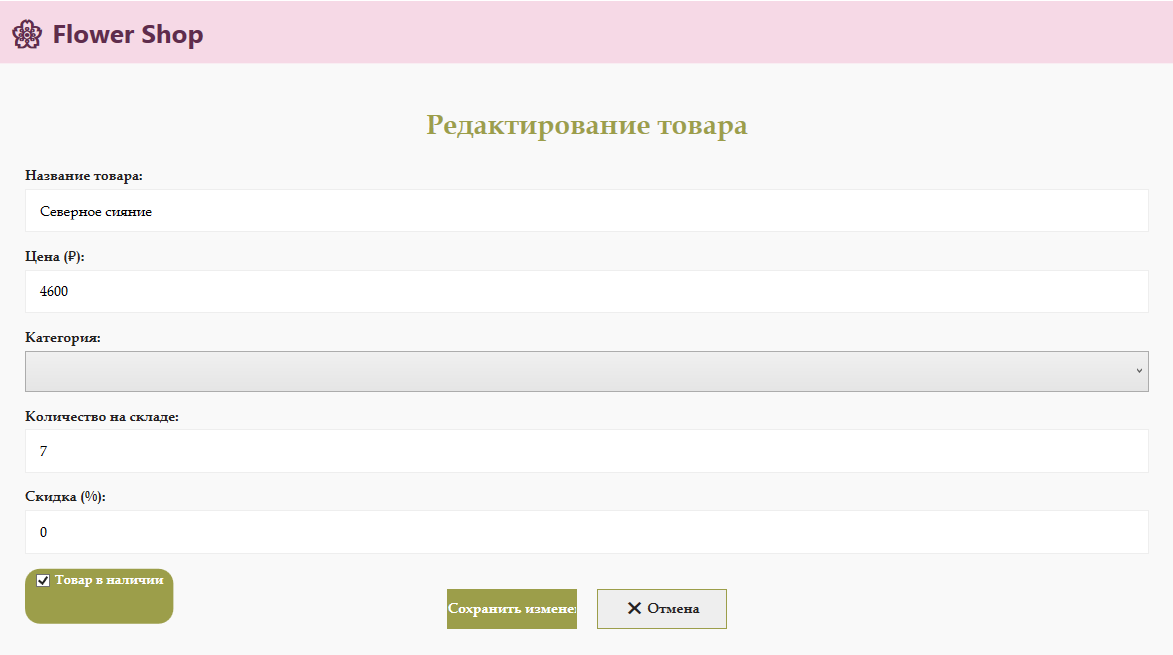 Flower Shop
Редактирование товара
Название товара:
Северное сияние
Цена (₽):
4600
Категория:
Количество на складе:
7
Скидка (%):
0
Товар в наличии
Сохранить измене
Отмена